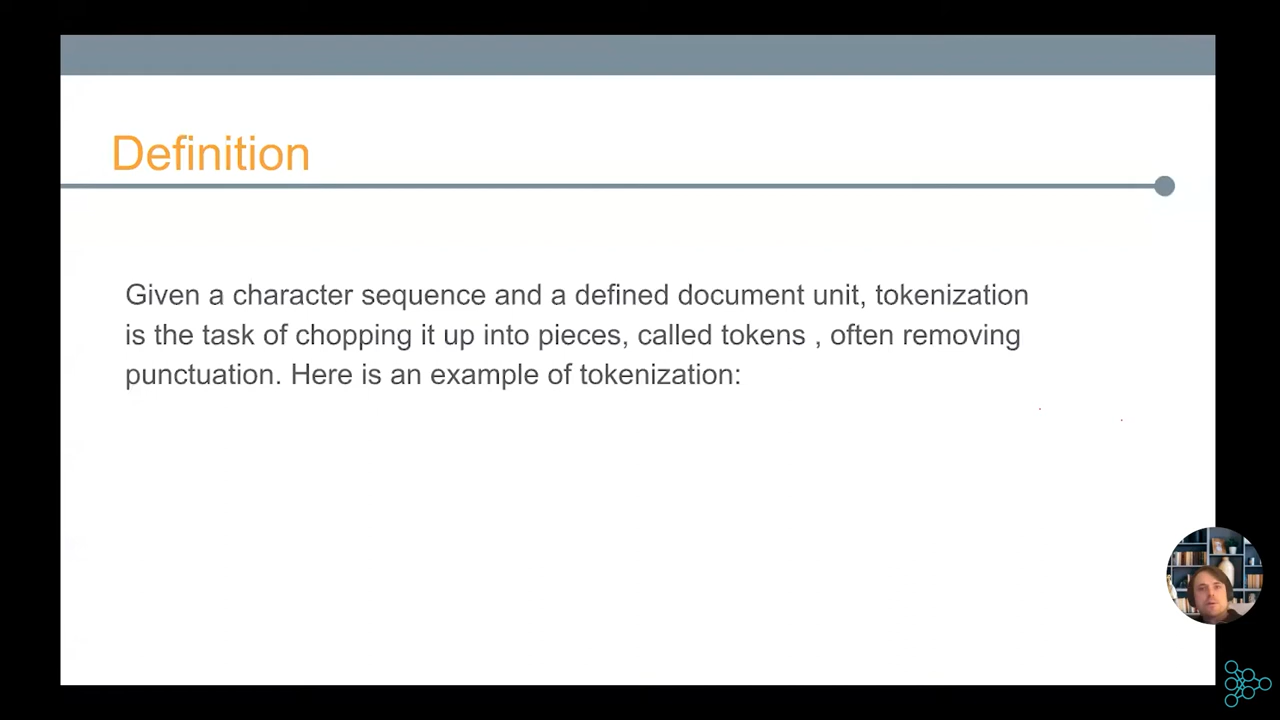 Definition
Given a character sequence and a defined document unit, tokenization
is the task of chopping it up into pieces, called tokens , often removing
punctuation. Here is an example of tokenization: